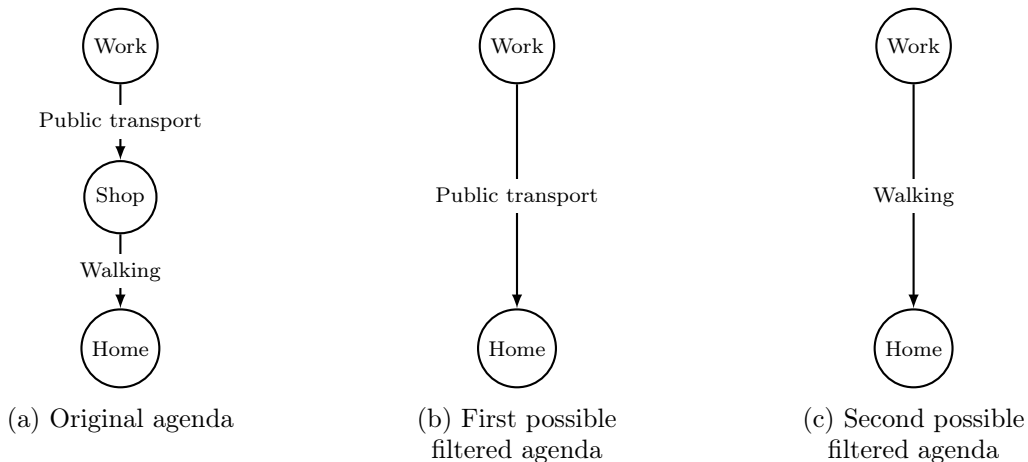 Work
Public transport
Shop
Walking
Home
(a) Original agenda
Work
Public transport
Home
(b) First possible
filtered agenda
Work
Walking
Home
(c) Second possible
filtered agenda